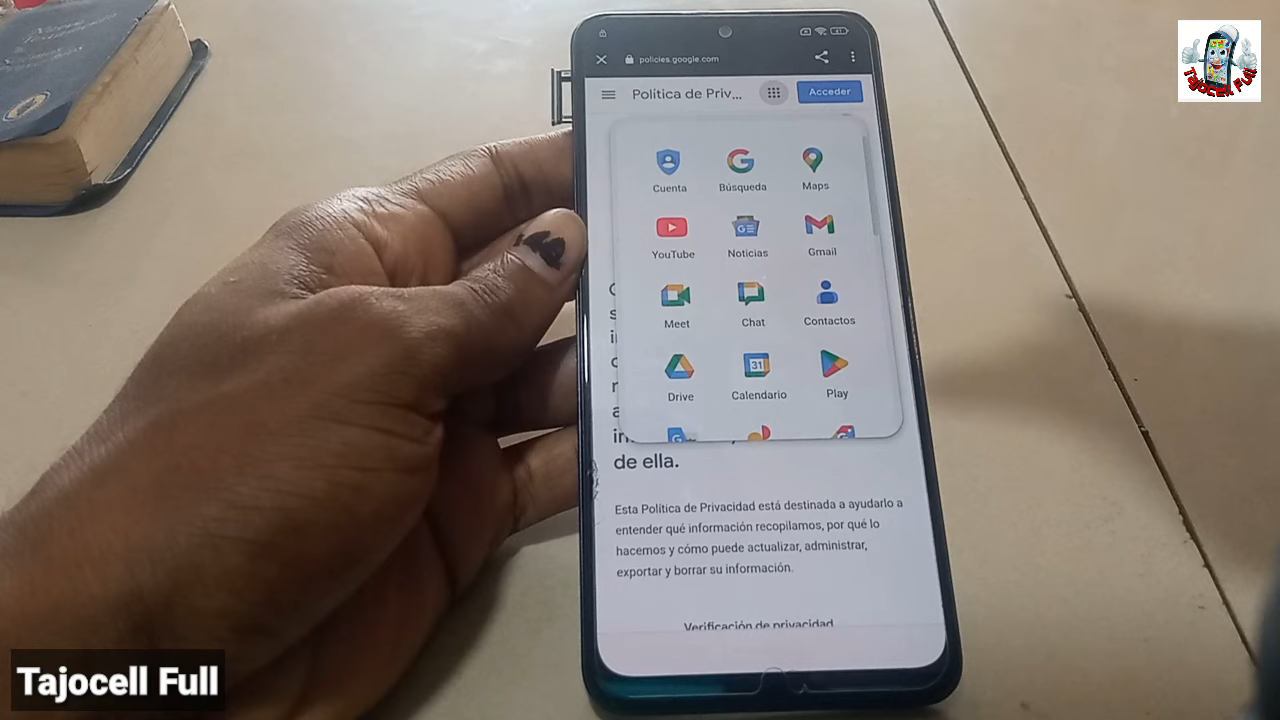 policies.google.com
Política de Priv...
Acceder
Cuenta
Búsqueda
Maps
YouTube
Noticias
Gmail
Meet
Chat
Contactos
Drive
31
Calendario
Play
de ella.
Esta Política de Privacidad está destinada a ayudarlo a
entender qué información recopilamos, por qué lo
hacemos y cómo puede actualizar, administrar,
exportar y borrar su información.
Verificación de privacidad
Tajocell Full
Tajocell Full